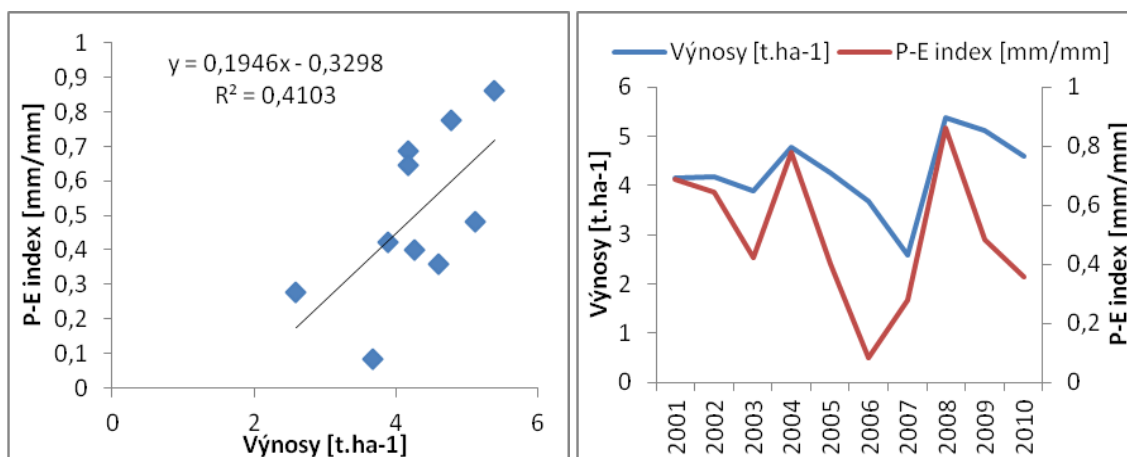 P-E index [mm/mm]
y = 0,1946x - 0,3298
R² = 0,4103
1
0,9
0,8
0,7
0,6
0,5
0,4
0,3
0,2
0,1
0
0 2 4 6
Výnosy [t.ha-1]
Výnosy [t.ha-1] P-E index [mm/mm]
Výnosy [t.ha-1]
6
5
4
3
2
1
0
1
0,8
0,6
0,4
0,2
0
P-E index [mm/mm]
2001 2002 2003 2004 2005 2006 2007 2008 2009 2010